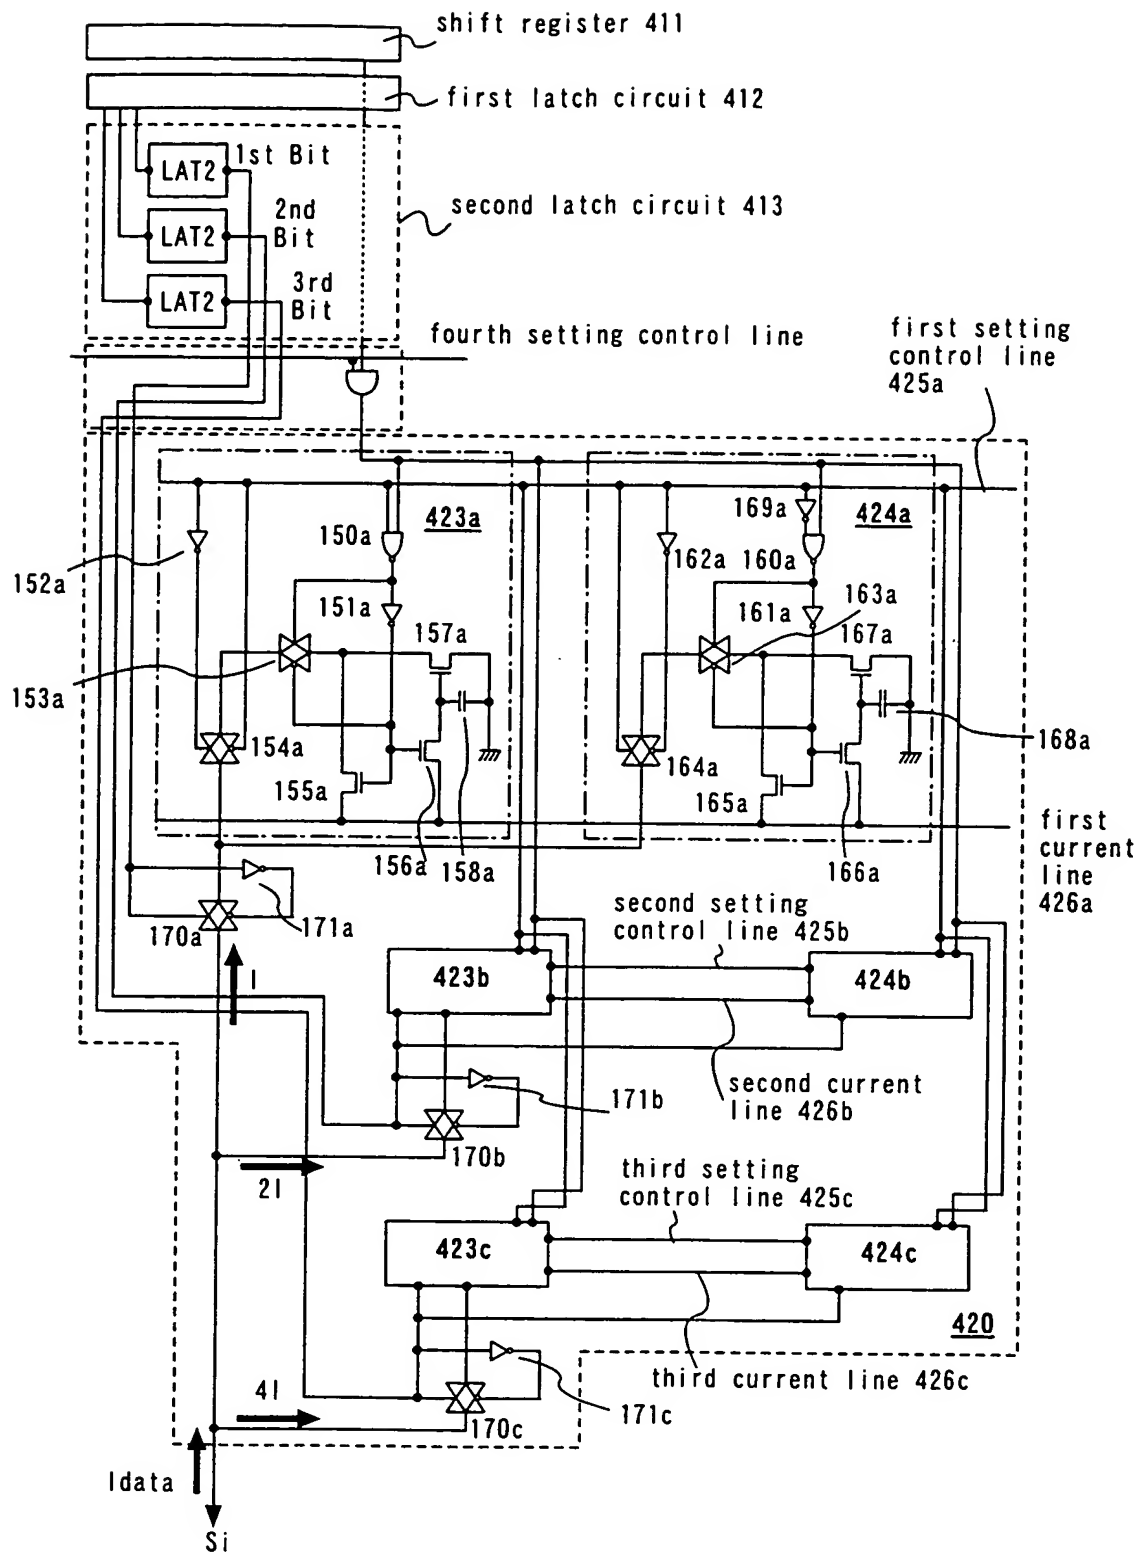 shift register 411
first latch circuit 412
LAT2
1st Bit
second latch circuit 413
LAT2
2nd
Bit
LAT2
3rd
Bit
fourth setting control line
first setting
control line
425a
423a
424a
150a
169a
152a
162a
160a
151a
161a
163a
157a
167a
153a
154a
164a
168a
155a
165a
156a
158a
166a
first
current
line
426a
170a
171a
I
second setting
control line 425b
423b
424b
second current
line 426b
171b
170b
2I
third setting
control line 425c
423c
424c
420
third current line 426c
4I
170c
171c
Idata
Si